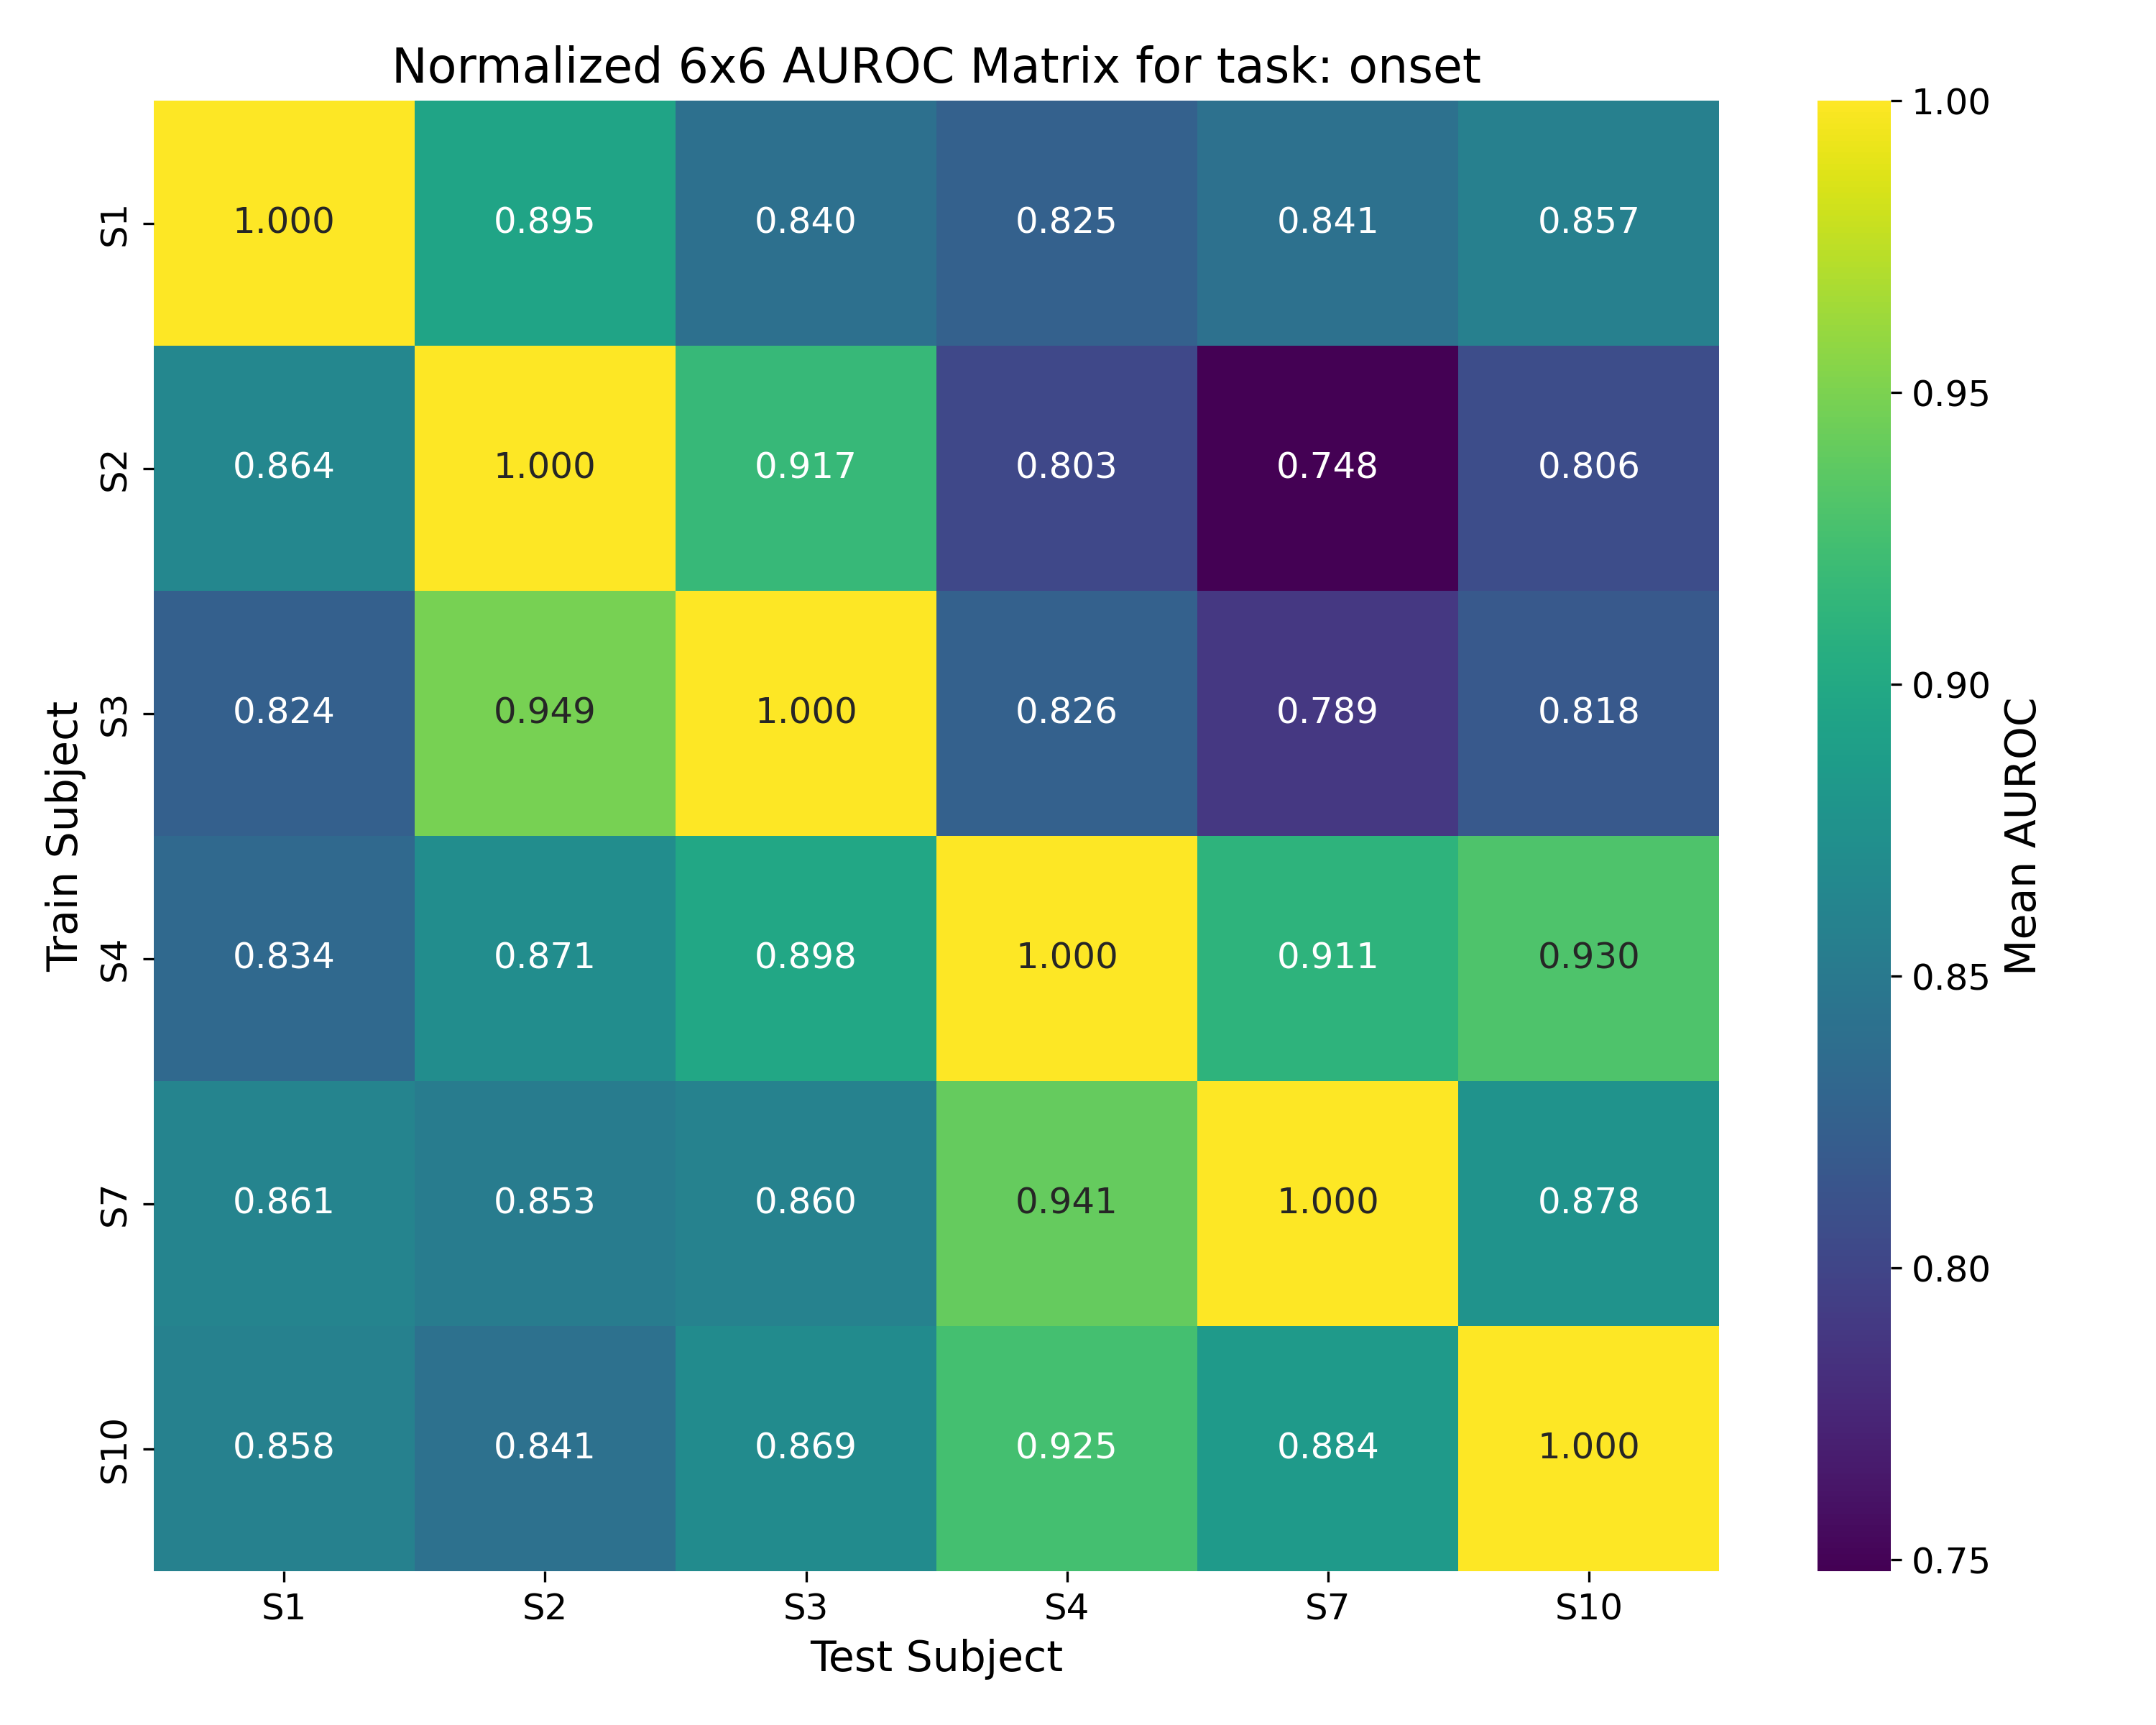 Normalized 6x6 AUROC Matrix for task: onset
S1 1.000 0.895 0.840 0.825 0.841 0.857
S2 0.864 1.000 0.917 0.803 0.748 0.806
S3 0.824 0.949 1.000 0.826 0.789 0.818
S4 0.834 0.871 0.898 1.000 0.911 0.930
S7 0.861 0.853 0.860 0.941 1.000 0.878
S10 0.858 0.841 0.869 0.925 0.884 1.000
S1 S2 S3 S4 S7 S10
Test Subject
Train Subject
1.00
0.95
0.90
0.85
0.80
0.75
Mean AUROC